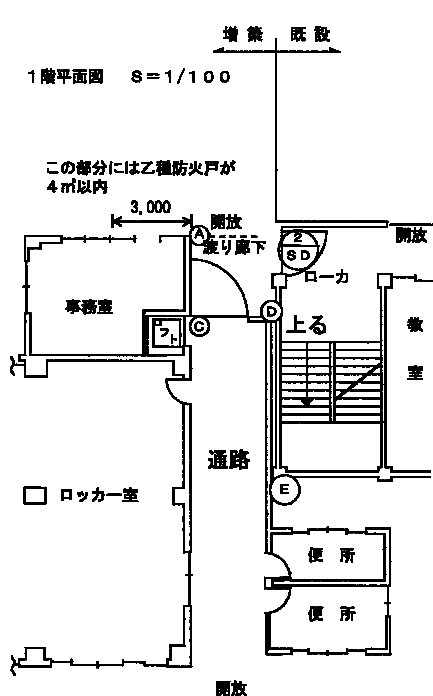 増築 既設
1階平面図 S=1/100
この部分には乙種防火戸が
4㎡以内
3,000
A
開放
渡り廊下
2
SD
開放
ローカ
事務室
リフト
C
D
上る
教室
通路
ロッカー室
E
便所
便所
開放